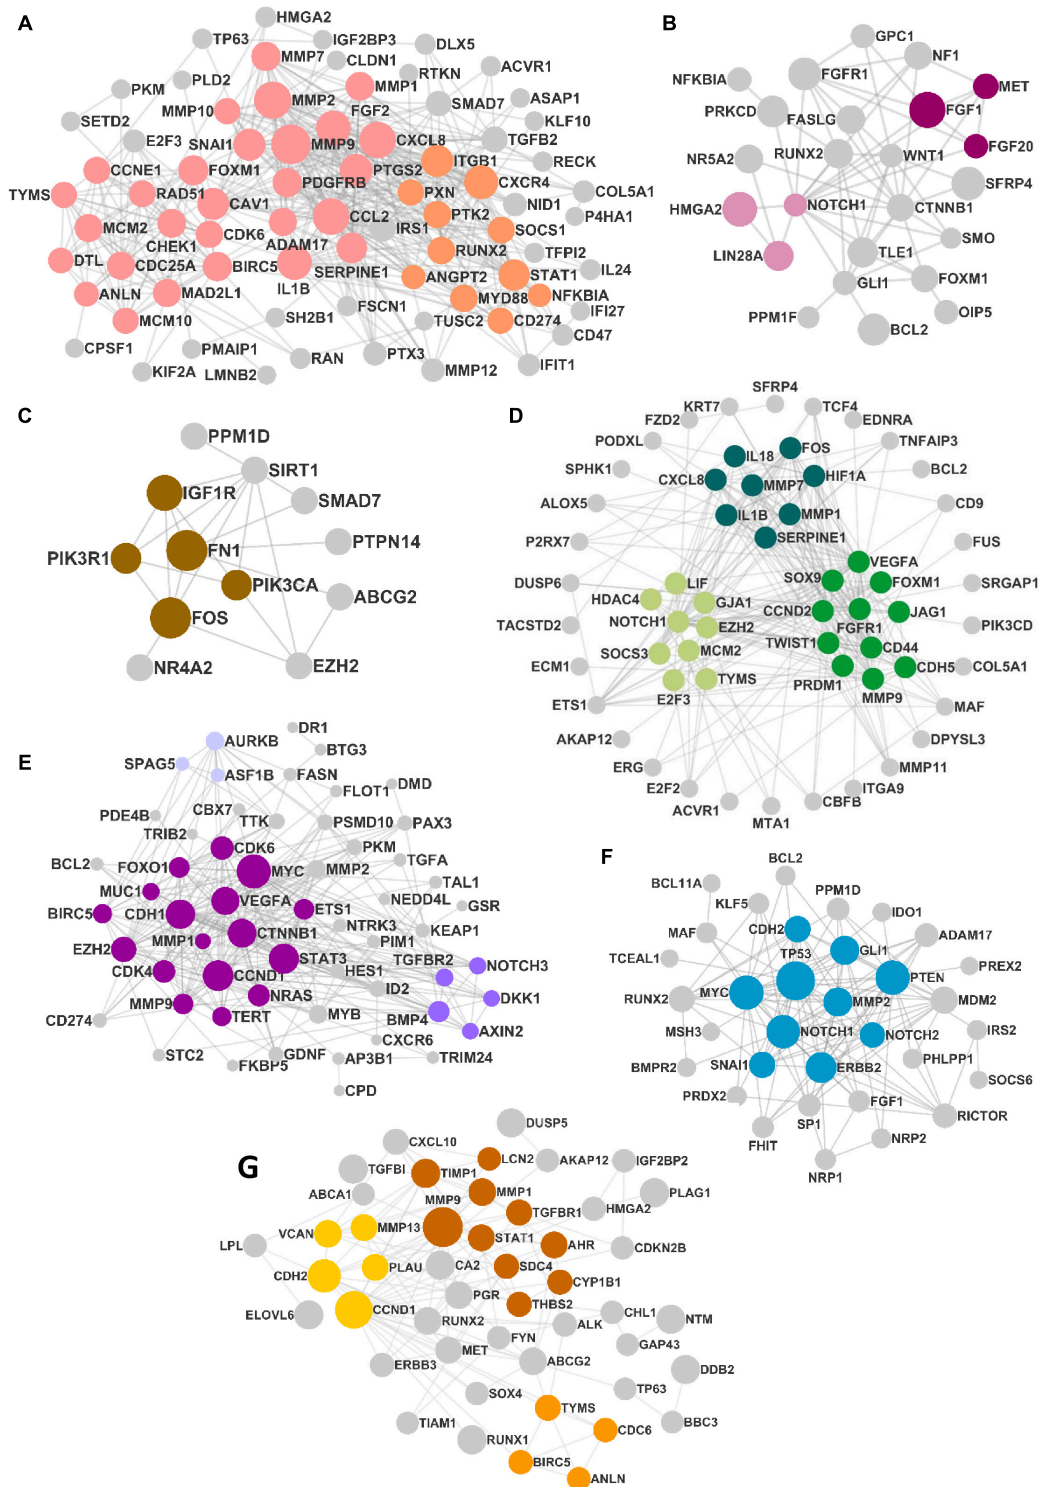 A
HMGA2
TP63
IGF2BP3
DLX5
MMP7
CLDN1
PLD2
RTKN
ACVR1
PKM
MMP1
MMP2
MMP10
FGF2
SMAD7
ASAP1
SETD2
KLF10
E2F3
SNAI1
MMP9
CXCL8
TGFB2
CCNE1
FOXM1
ITGB1
RECK
PTGS2
TYMS
RAD51
PDGFRB
CXCR4
COL5A1
PXN
CAV1
NID1
MCM2
CCL2
PTK2
P4HA1
CDK6
IRS1
SOCS1
CHEK1
ADAM17
RUNX2
TFPI2
DTL
CDC25A
BIRC5
SERPINE1
ANGPT2
STAT1
IL24
IL1B
ANLN
MAD2L1
MYD88
NFKBIA
FSCN1
IFI27
MCM10
SH2B1
TUSC2
CD274
CD47
CPSF1
PMAIP1
RAN
PTX3
KIF2A
LMNB2
MMP12
IFIT1
B
GPC1
NF1
NFKBIA
FGFR1
MET
PRKCD
FASLG
FGF1
NR5A2
RUNX2
WNT1
FGF20
SFRP4
HMGA2
NOTCH1
CTNNB1
SMO
LIN28A
TLE1
GLI1
FOXM1
PPM1F
OIP5
BCL2
C
PPM1D
SIRT1
IGF1R
SMAD7
PTPN14
FN1
PIK3R1
PIK3CA
ABCG2
FOS
NR4A2
EZH2
D
SFRP4
KRT7
TCF4
FZD2
EDNRA
PODXL
FOS
TNFAIP3
IL18
SPHK1
BCL2
CXCL8
MMP7
HIF1A
ALOX5
CD9
IL1B
MMP1
P2RX7
SERPINE1
FUS
VEGFA
SOX9
FOXM1
DUSP6
LIF
SRGAP1
HDAC4
GJA1
CCND2
JAG1
TACSTD2
NOTCH1
EZH2
FGFR1
PIK3CD
TWIST1
CD44
SOCS3
MCM2
ECM1
CDH5
COL5A1
TYMS
PRDM1
E2F3
MMP9
ETS1
MAF
AKAP12
DPYSL3
ERG
MMP11
E2F2
ITGA9
ACVR1
CBFB
MTA1
E
DR1
AURKB
BTG3
SPAG5
ASF1B
FASN
DMD
FLOT1
CBX7
PDE4B
TTK
PSMD10
PAX3
TRIB2
CDK6
PKM
BCL2
TGFA
FOXO1
MYC
MMP2
TAL1
MUC1
NEDD4L
VEGFA
GSR
BIRC5
CDH1
ETS1
NTRK3
KEAP1
CTNNB1
MMP1
PIM1
EZH2
STAT3
TGFBR2
NOTCH3
CDK4
CCND1
HES1
ID2
NRAS
DKK1
MMP9
TERT
MYB
BMP4
CD274
AXIN2
CXCR6
STC2
GDNF
AP3B1
TRIM24
FKBP5
CPD
F
BCL2
BCL11A
PPM1D
KLF5
IDO1
MAF
CDH2
GLI1
ADAM17
TCEAL1
TP53
PREX2
PTEN
MYC
RUNX2
MMP2
MDM2
MSH3
NOTCH1
NOTCH2
IRS2
SNAI1
ERBB2
PHLPP1
BMPR2
SOCS6
PRDX2
FGF1
RICTOR
SP1
FHIT
NRP2
NRP1
G
DUSP5
CXCL10
LCN2
TGFBI
TIMP1
AKAP12
IGF2BP2
ABCA1
MMP1
PLAG1
MMP9
TGFBR1
HMGA2
VCAN
MMP13
STAT1
AHR
LPL
CDKN2B
CA2
SDC4
CDH2
PLAU
CYP1B1
PGR
THBS2
ELOVL6
CCND1
RUNX2
CHL1
NTM
ALK
FYN
GAP43
MET
ERBB3
ABCG2
DDB2
SOX4
TP63
TYMS
TIAM1
BBC3
CDC6
RUNX1
BIRC5
ANLN